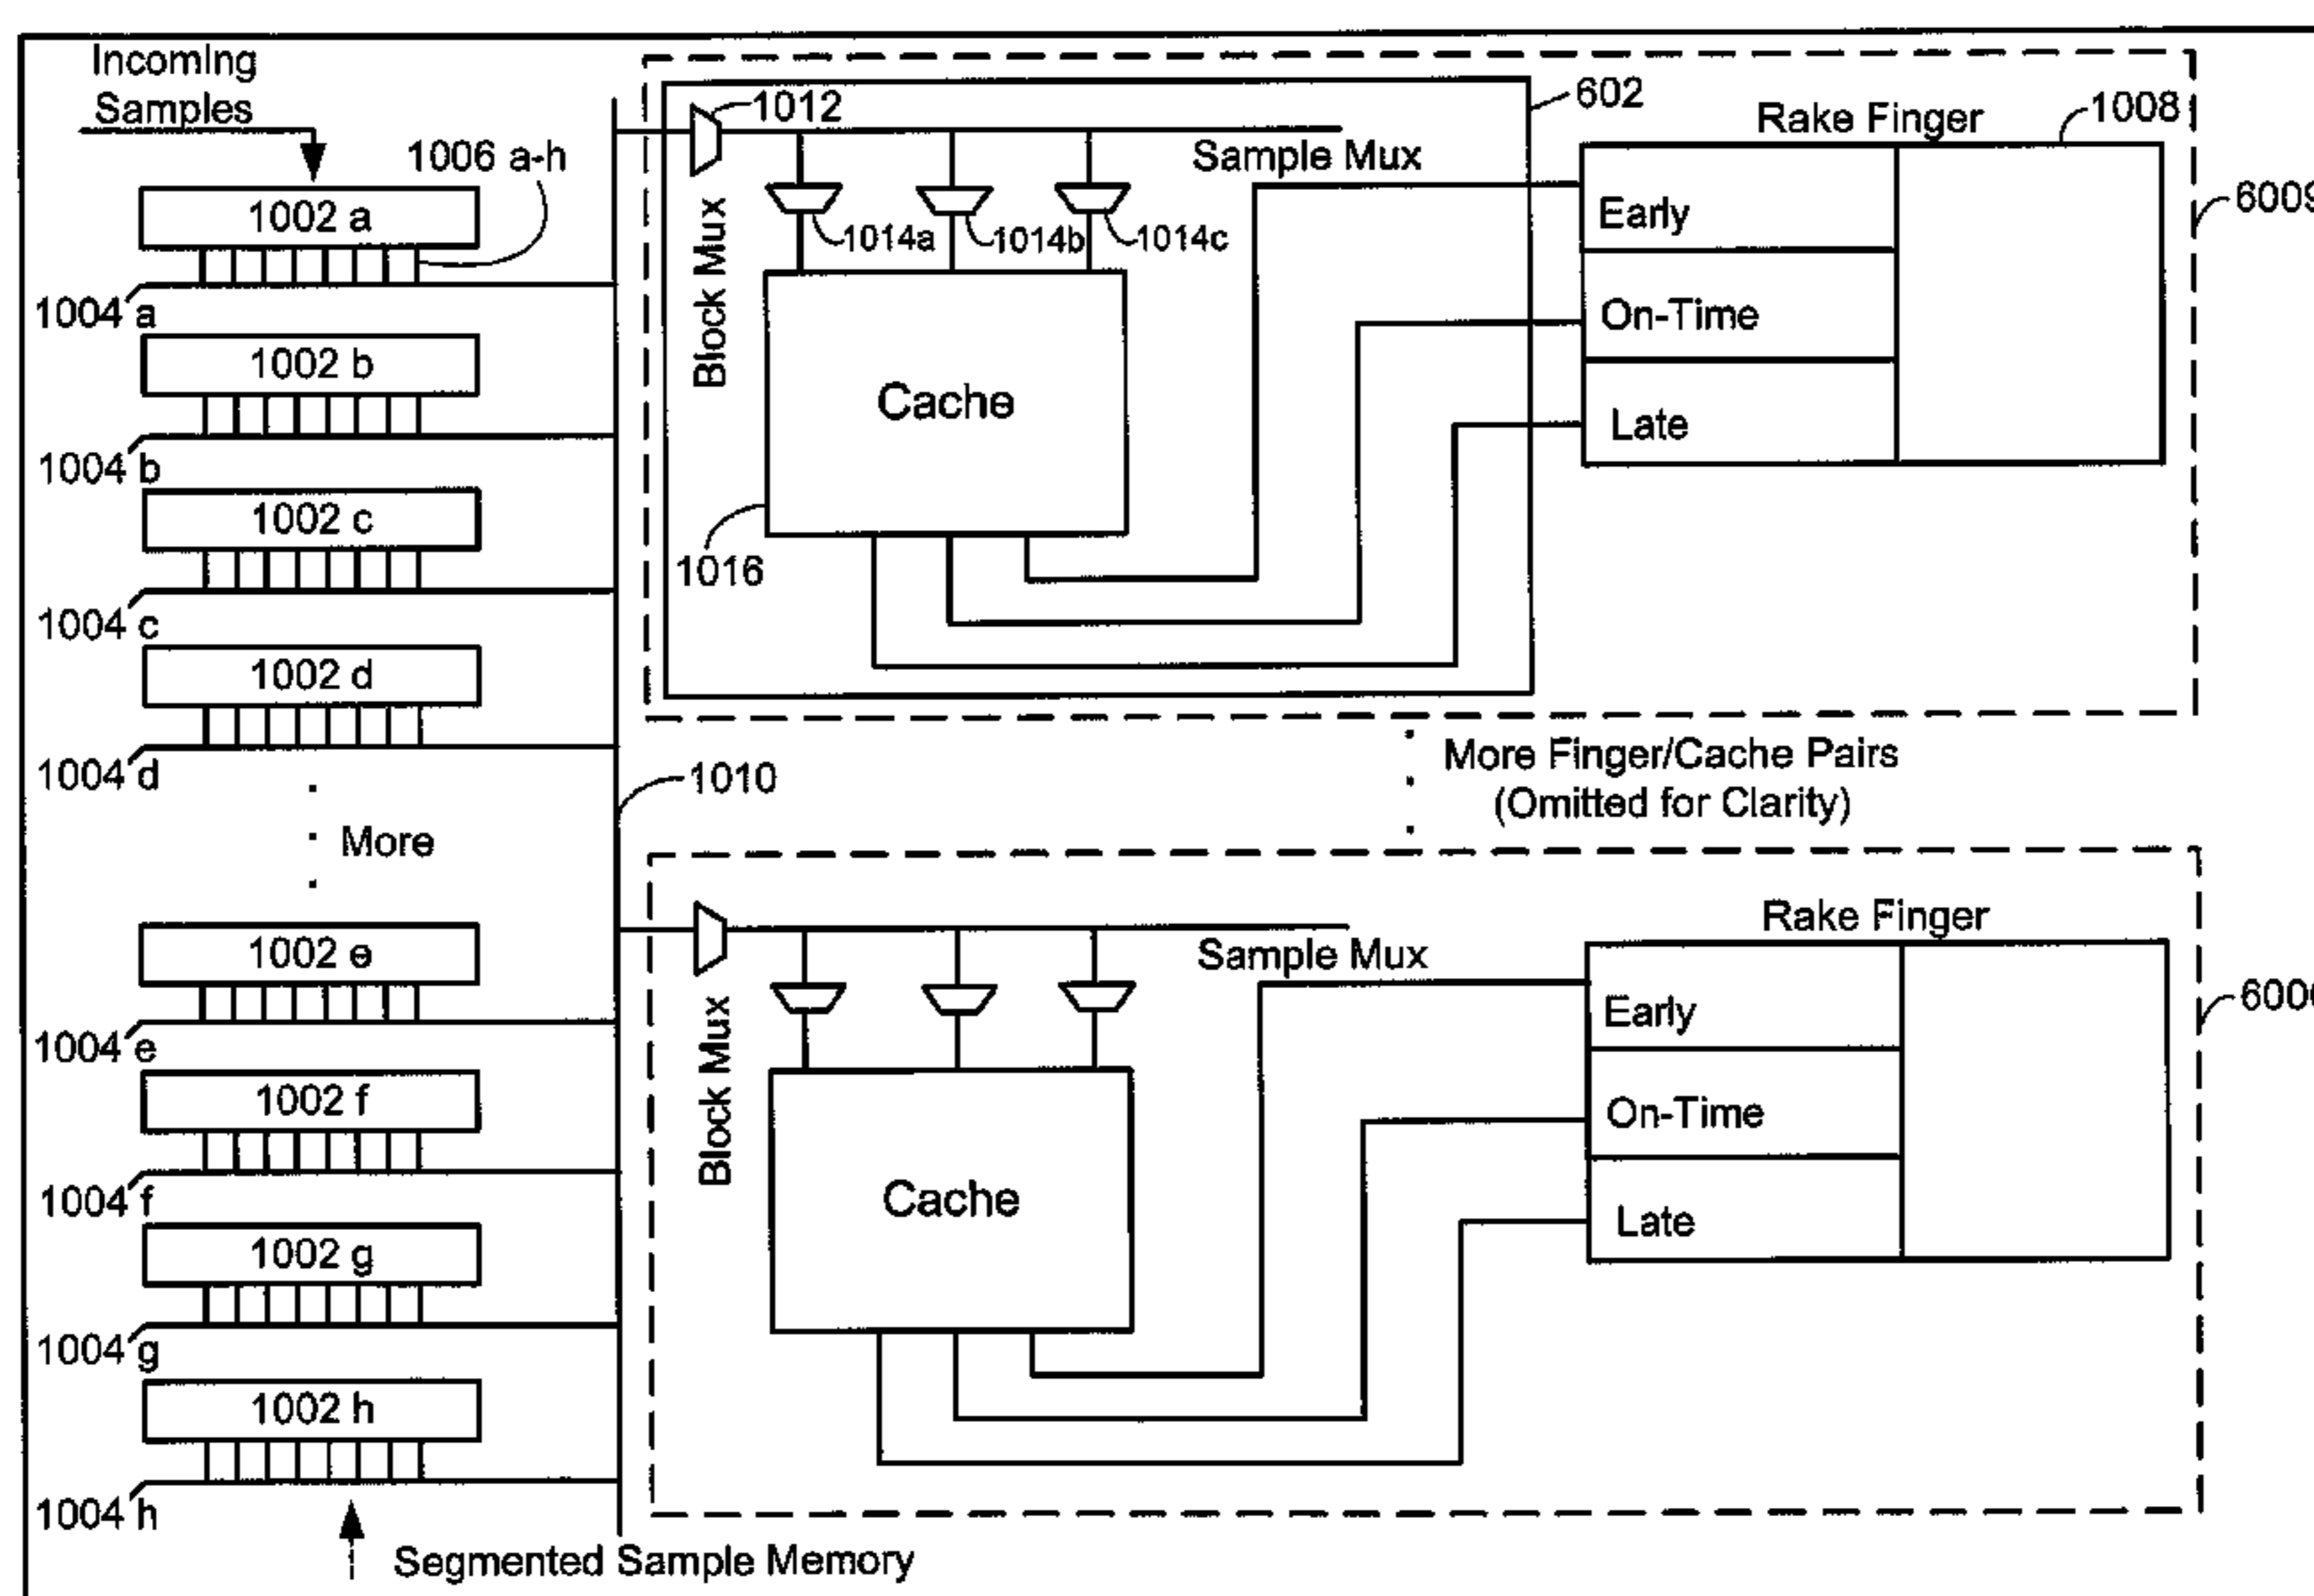 Incoming
Samples
1006 a-h
1002 a
1004 a
1002 b
1004 b
1002 c
1004 c
1002 d
1004 d
More
1002 e
1004 e
1002 f
1004 f
1002 g
1004 g
1002 h
1004 h
Segmented Sample Memory
1010
1012
Block Mux
1014a
1014b
1014c
Sample Mux
Cache
1016
602
Rake Finger
1008
Early
On-Time
Late
6009
More Finger/Cache Pairs
(Omitted for Clarity)
Block Mux
Sample Mux
Cache
Rake Finger
Early
On-Time
Late